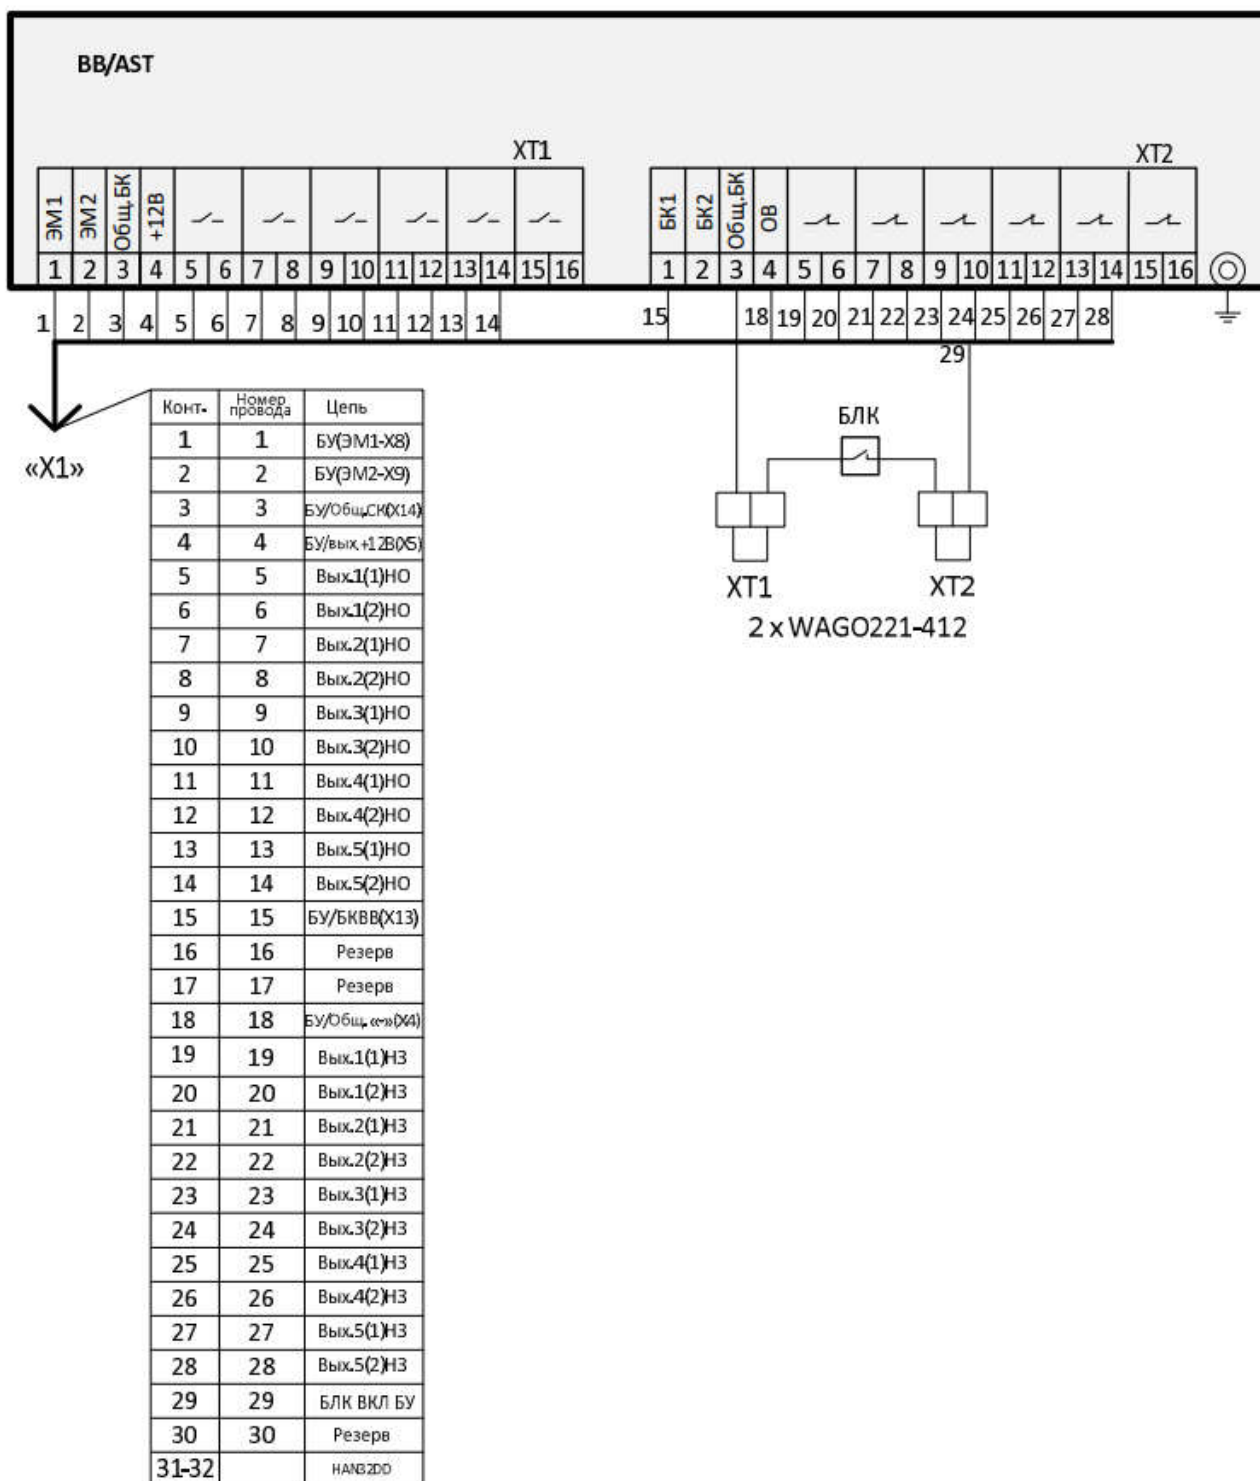 BB/AST
XT1
XT2
ЭМ1 ЭМ2 Общ.БК +12В
БК1 БК2 Общ.БК ОВ
1 2 3 4 5 6 7 8 9 10 11 12 13 14 15 16
1 2 3 4 5 6 7 8 9 10 11 12 13 14 15 16
1 2 3 4 5 6 7 8 9 10 11 12 13 14
15 18 19 20 21 22 23 24 25 26 27 28
29
БЛК
«X1»
XT1 XT2
2 x WAGO221-412
Конт. Номер провода Цепь
1 1 БУ(ЭМ1-Х8)
2 2 БУ(ЭМ2-Х9)
3 3 БУ/Общ.СК(Х14)
4 4 БУ/вых.+12В(Х5)
5 5 Вых.1(1)НО
6 6 Вых.1(2)НО
7 7 Вых.2(1)НО
8 8 Вых.2(2)НО
9 9 Вых.3(1)НО
10 10 Вых.3(2)НО
11 11 Вых.4(1)НО
12 12 Вых.4(2)НО
13 13 Вых.5(1)НО
14 14 Вых.5(2)НО
15 15 БУ/БКВВ(Х13)
16 16 Резерв
17 17 Резерв
18 18 БУ/Общ. «-»(Х4)
19 19 Вых.1(1)НЗ
20 20 Вых.1(2)НЗ
21 21 Вых.2(1)НЗ
22 22 Вых.2(2)НЗ
23 23 Вых.3(1)НЗ
24 24 Вых.3(2)НЗ
25 25 Вых.4(1)НЗ
26 26 Вых.4(2)НЗ
27 27 Вых.5(1)НЗ
28 28 Вых.5(2)НЗ
29 29 БЛК ВКЛ БУ
30 30 Резерв
31-32 HAN32DD